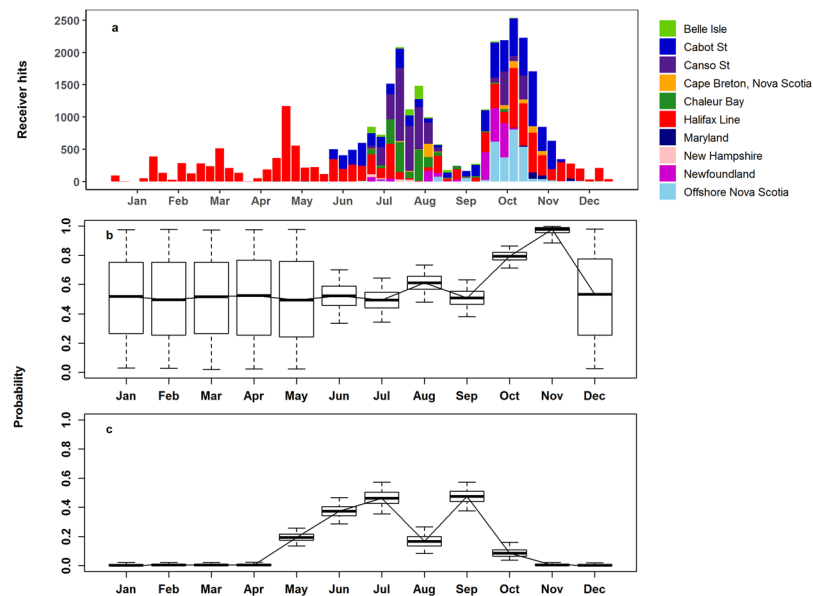 a
Receiver hits
2500
2000
1500
1000
500
0
Jan Feb Mar Apr May Jun Jul Aug Sep Oct Nov Dec
Belle Isle
Cabot St
Canso St
Cape Breton, Nova Scotia
Chaleur Bay
Halifax Line
Maryland
New Hampshire
Newfoundland
Offshore Nova Scotia
b
Probability
1.0
0.8
0.6
0.4
0.2
0.0
Jan Feb Mar Apr May Jun Jul Aug Sep Oct Nov Dec
c
1.0
0.8
0.6
0.4
0.2
0.0
Jan Feb Mar Apr May Jun Jul Aug Sep Oct Nov Dec